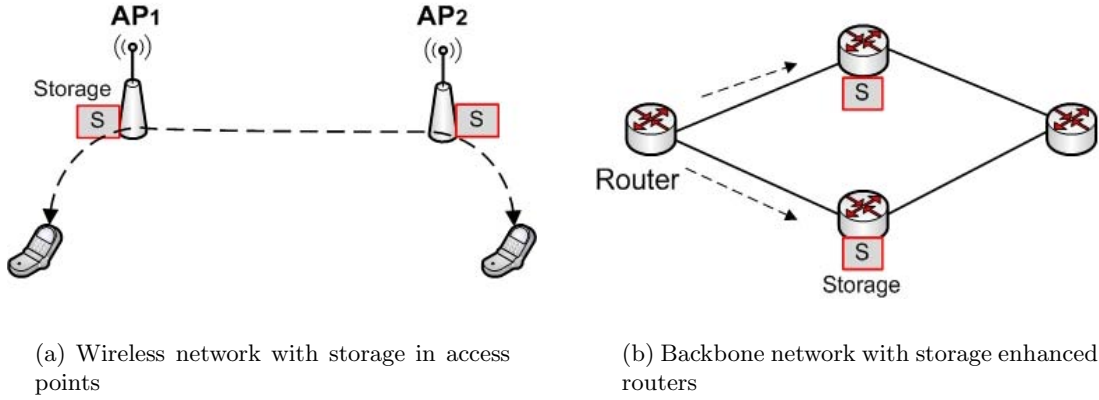 AP1
AP2
Storage
S
S
S
Router
S
Storage
(a) Wireless network with storage in access
points
(b) Backbone network with storage enhanced
routers